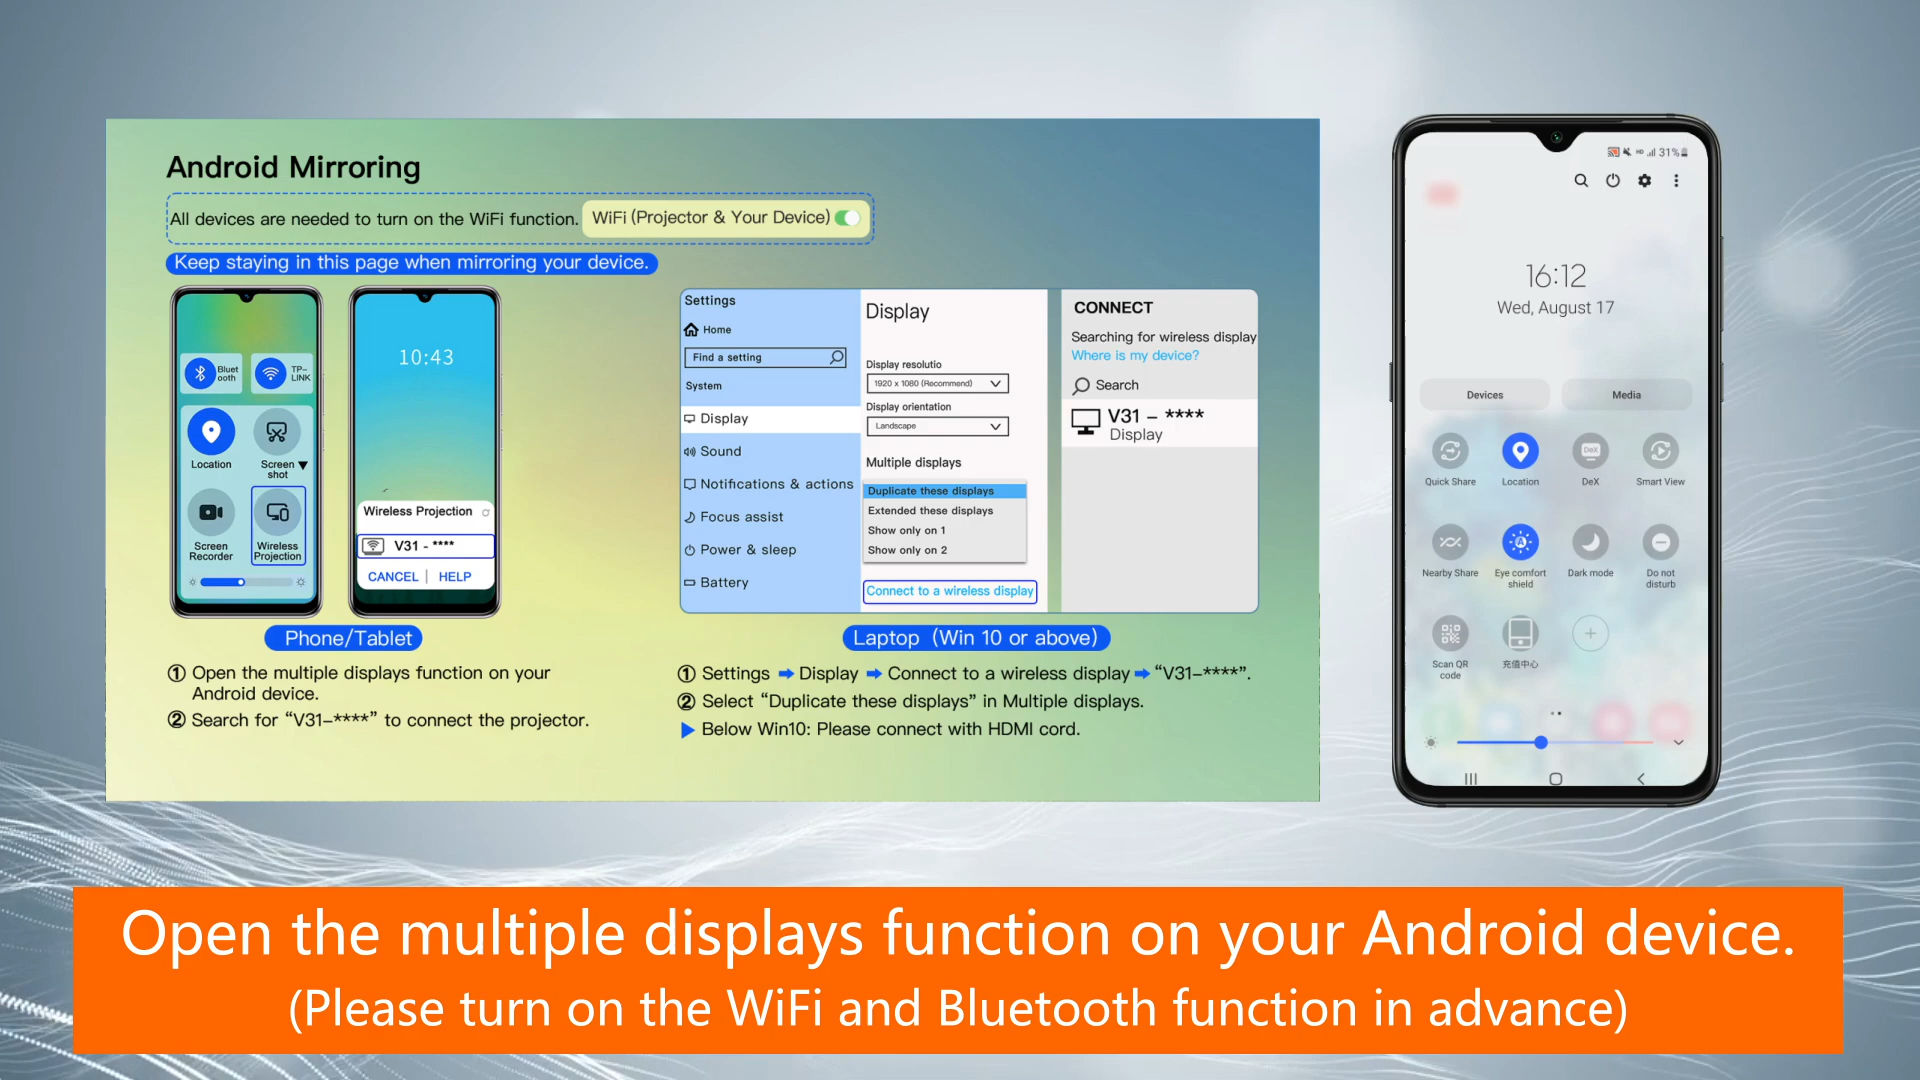 Android Mirroring
All devices are needed to turn on the WiFi function. WiFi (Projector & Your Device)
Keep staying in this page when mirroring your device.
Bluet
ooth
TP-
LINK
Location
Screen
shot
Screen
Recorder
Wireless
Projection
10:43
Wireless Projection
V31 - ****
CANCEL | HELP
Phone/Tablet
① Open the multiple displays function on your
Android device.
② Search for “V31–****” to connect the projector.
Settings
Home
Find a setting
System
Display
Sound
Notifications & actions
Focus assist
Power & sleep
Battery
Display
Display resolutio
1920 x 1080 (Recommend)
Display orientation
Landscape
Multiple displays
Duplicate these displays
Extended these displays
Show only on 1
Show only on 2
Connect to a wireless display
CONNECT
Searching for wireless display
Where is my device?
Search
V31 – ****
Display
Laptop (Win 10 or above)
① Settings ➡ Display ➡ Connect to a wireless display ➡ “V31–****”.
② Select “Duplicate these displays” in Multiple displays.
▶ Below Win10: Please connect with HDMI cord.
HD 31%
16:12
Wed, August 17
Devices
Media
Quick Share
Location
DeX
DeX
Smart View
Nearby Share
Eye comfort
shield
Dark mode
Do not
disturb
Scan QR
code
充值中心
Open the multiple displays function on your Android device.
(Please turn on the WiFi and Bluetooth function in advance)